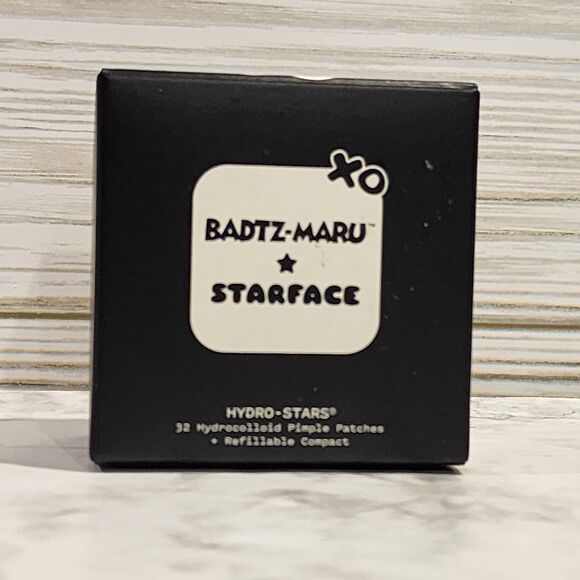 XO
BADTZ-MARU™
★
STARFACE
HYDRO-STARS®
32 Hydrocolloid Pimple Patches
+ Refillable Compact